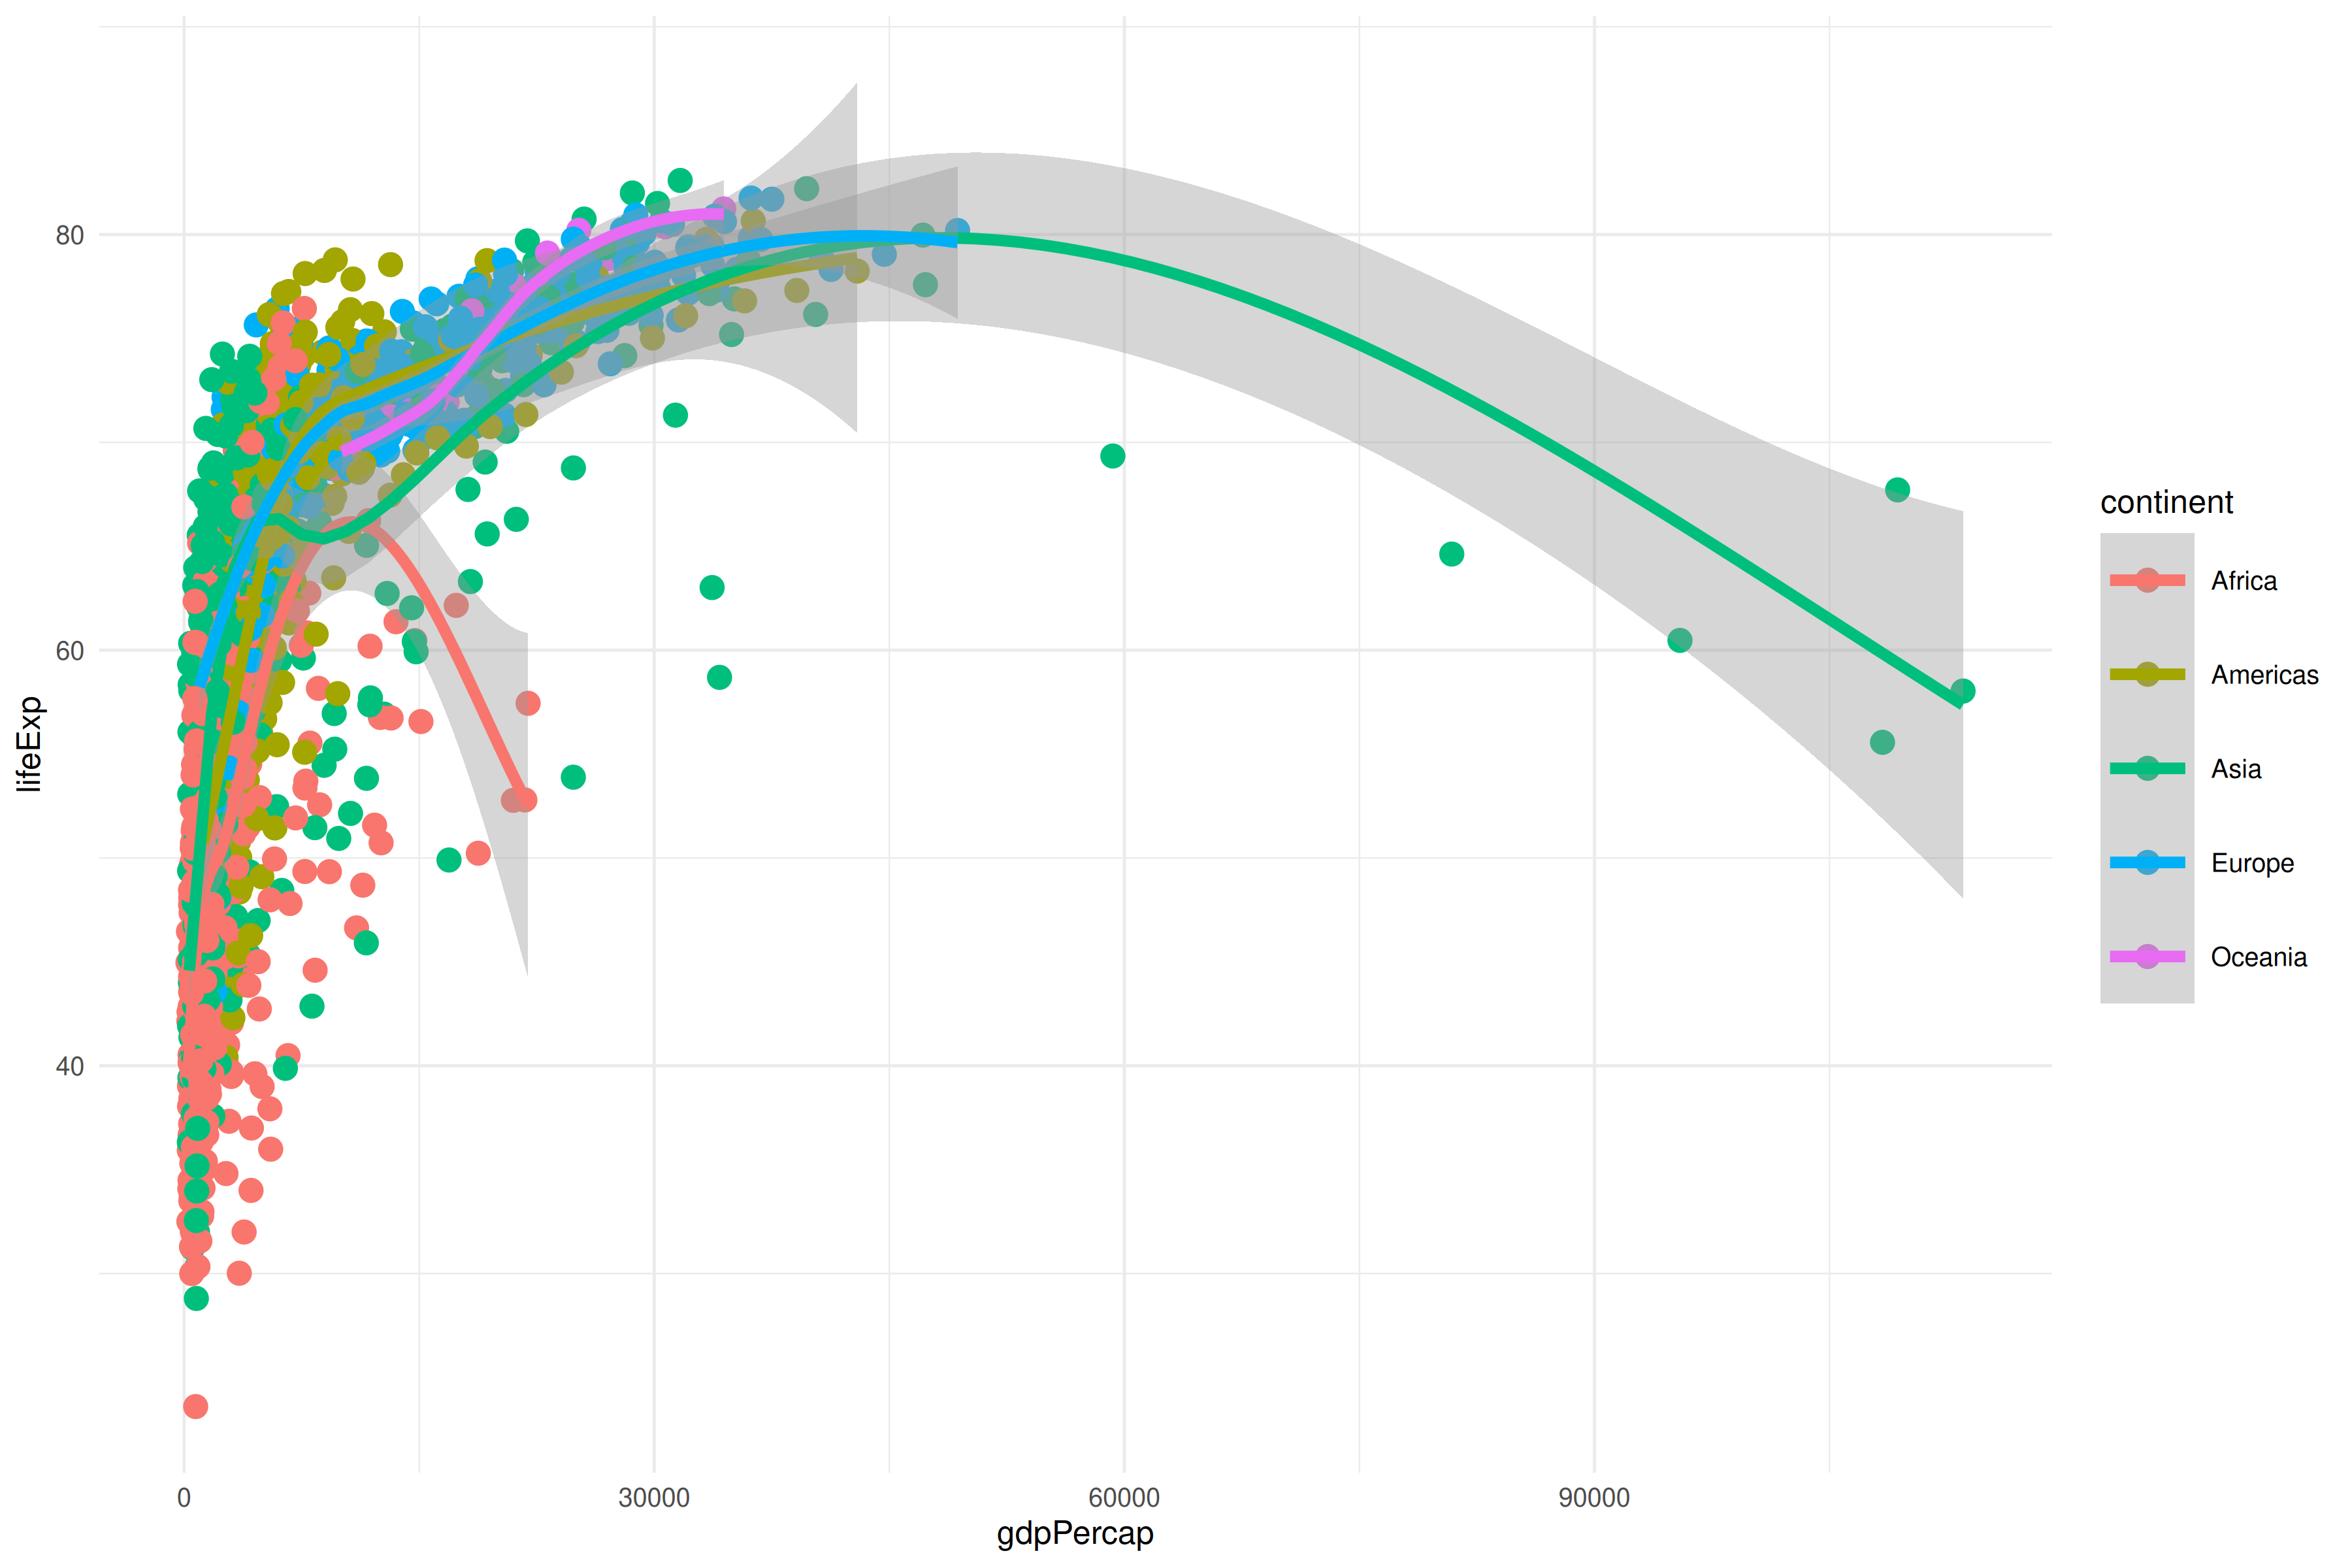 80
60
40
lifeExp
0
30000
60000
90000
gdpPercap
continent
Africa
Americas
Asia
Europe
Oceania